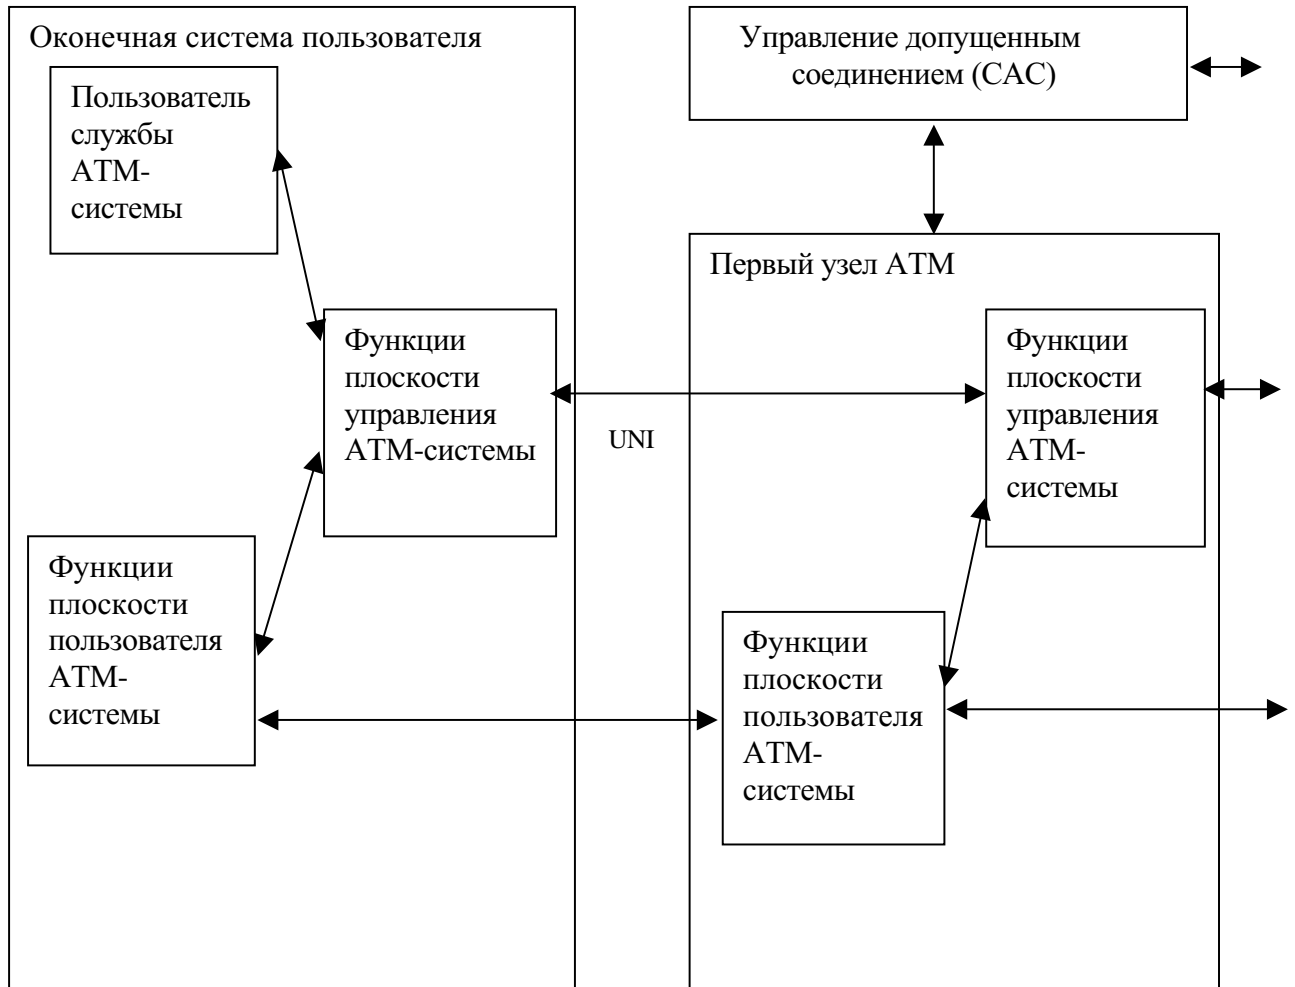 Оконечная система пользователя
Пользователь
службы
АТМ-
системы
Функции
плоскости
управления
АТМ-системы
Функции
плоскости
пользователя
АТМ-
системы
UNI
Управление допущенным
соединением (САС)
Первый узел АТМ
Функции
плоскости
управления
АТМ-
системы
Функции
плоскости
пользователя
АТМ-
системы